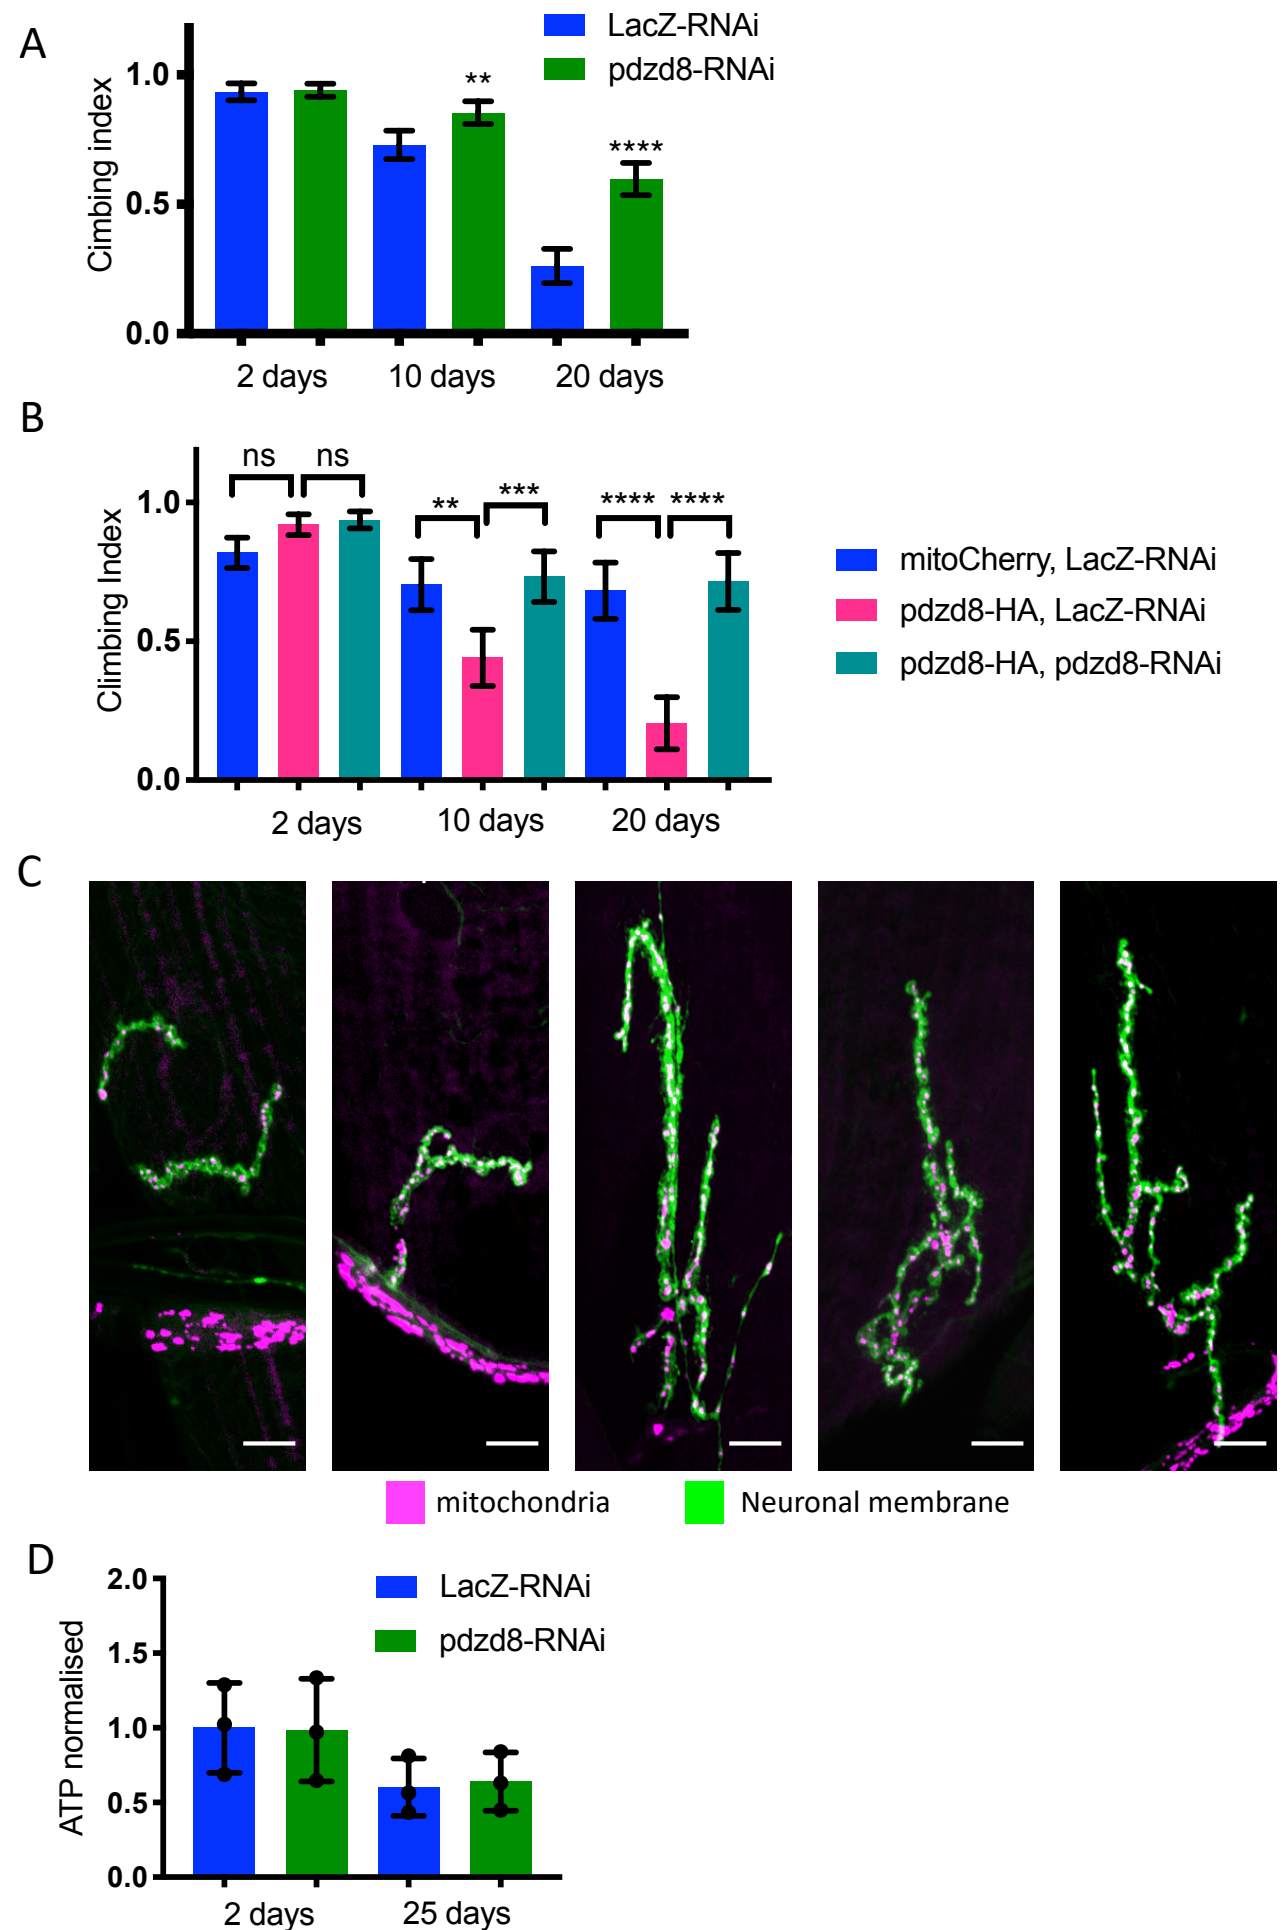 A
LacZ-RNAi
pdzd8-RNAi
Cimbing index
1.0
0.5
0.0
**
****
2 days
10 days
20 days
B
Climbing Index
1.0
0.5
0.0
ns
ns
**
***
****
****
2 days
10 days
20 days
mitoCherry, LacZ-RNAi
pdzd8-HA, LacZ-RNAi
pdzd8-HA, pdzd8-RNAi
C
mitochondria
Neuronal membrane
D
ATP normalised
2.0
1.5
1.0
0.5
0.0
LacZ-RNAi
pdzd8-RNAi
2 days
25 days